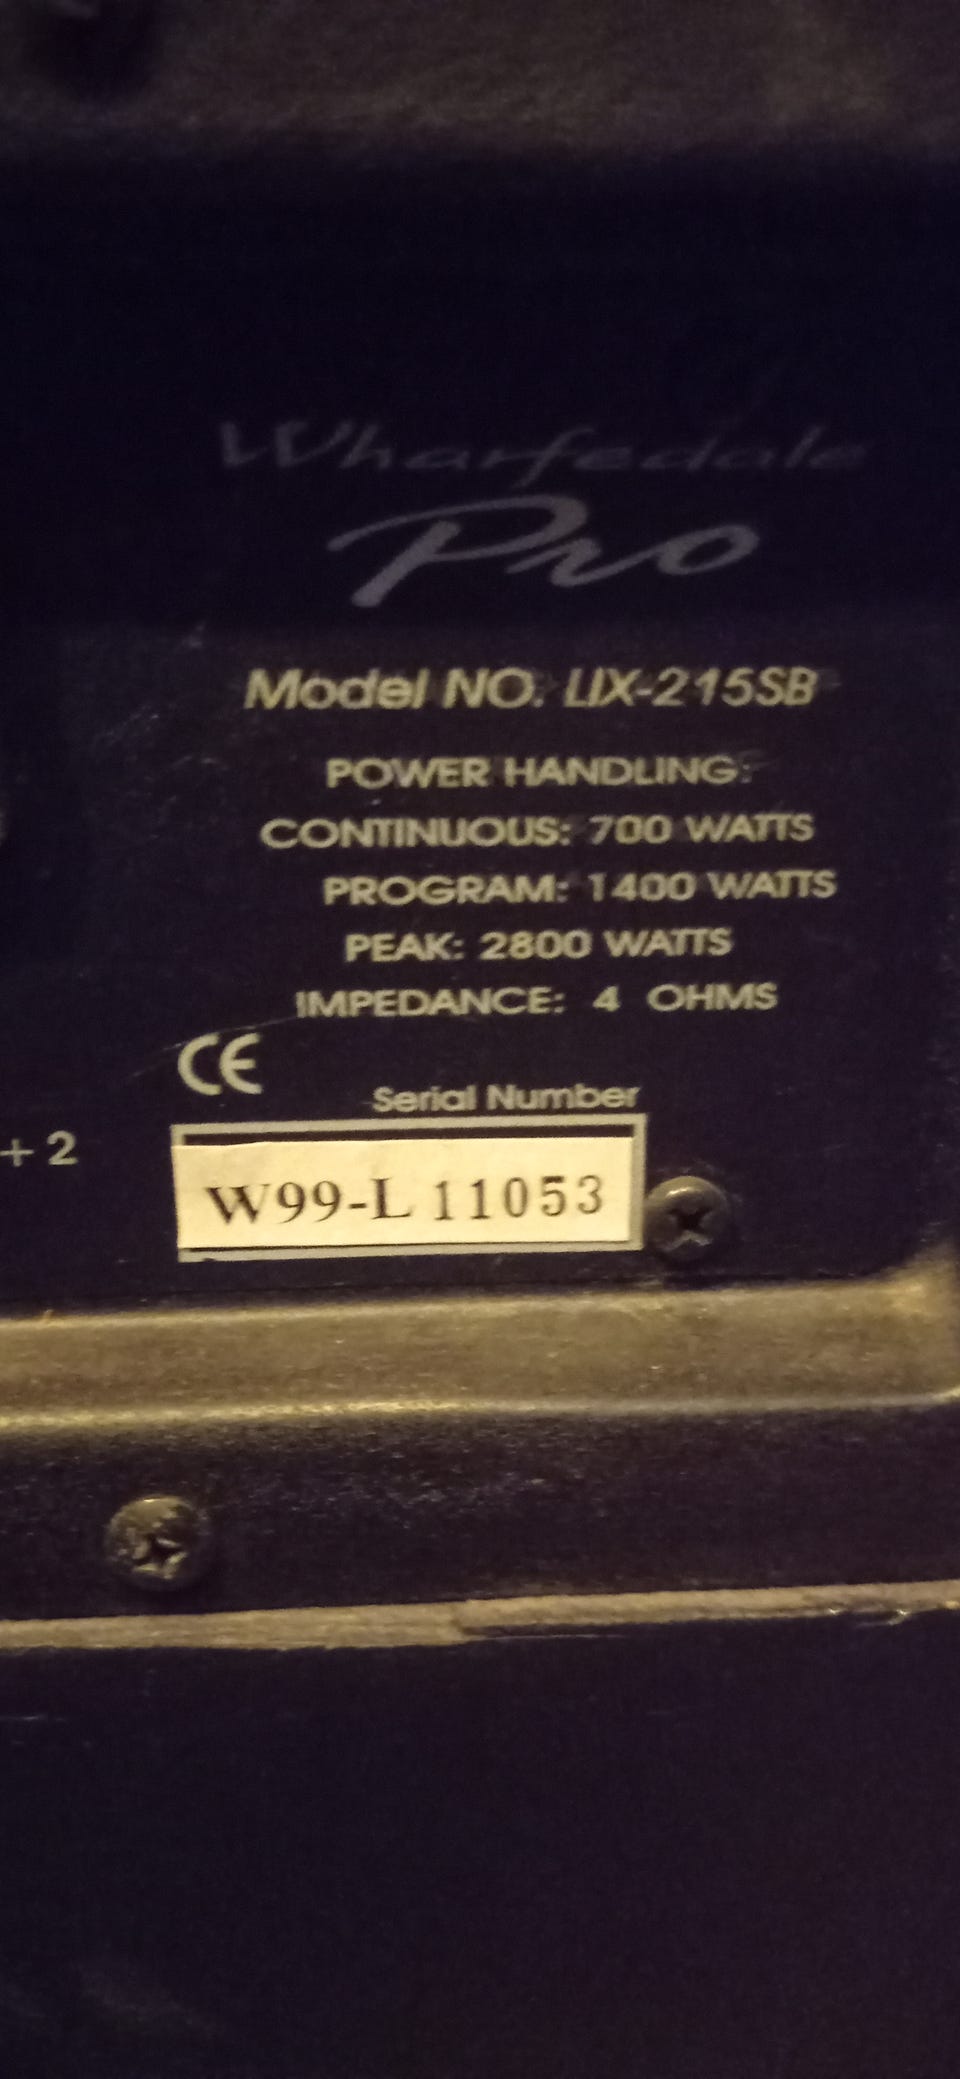 Wharfedale
Pro
Model NO. LIX-215SB
POWER HANDLING:
CONTINUOUS: 700 WATTS
PROGRAM: 1400 WATTS
PEAK: 2800 WATTS
IMPEDANCE: 4 OHMS
CE
Serial Number
+2
W99-L 11053